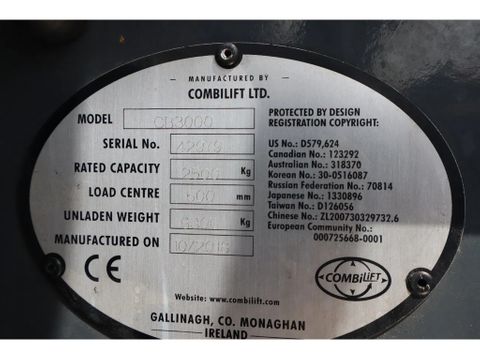 MANUFACTURED BY
COMBILIFT LTD.
MODEL CB3000
SERIAL No.
RATED CAPACITY 2500 Kg
LOAD CENTRE 500 mm
UNLADEN WEIGHT Kg
MANUFACTURED ON 10/2018
CE
PROTECTED BY DESIGN
REGISTRATION COPYRIGHT:
US No.: D579,624
Canadian No.: 123292
Australian No.: 318370
Korean No.: 30-0516087
Russian Federation No.: 70814
Japanese No.: 1330896
Taiwan No.: D126056
Chinese No.: ZL200730329732.6
European Community No.:
000725668-0001
COMBiLiFT
Website: www.combilift.com
GALLINAGH, CO. MONAGHAN
IRELAND